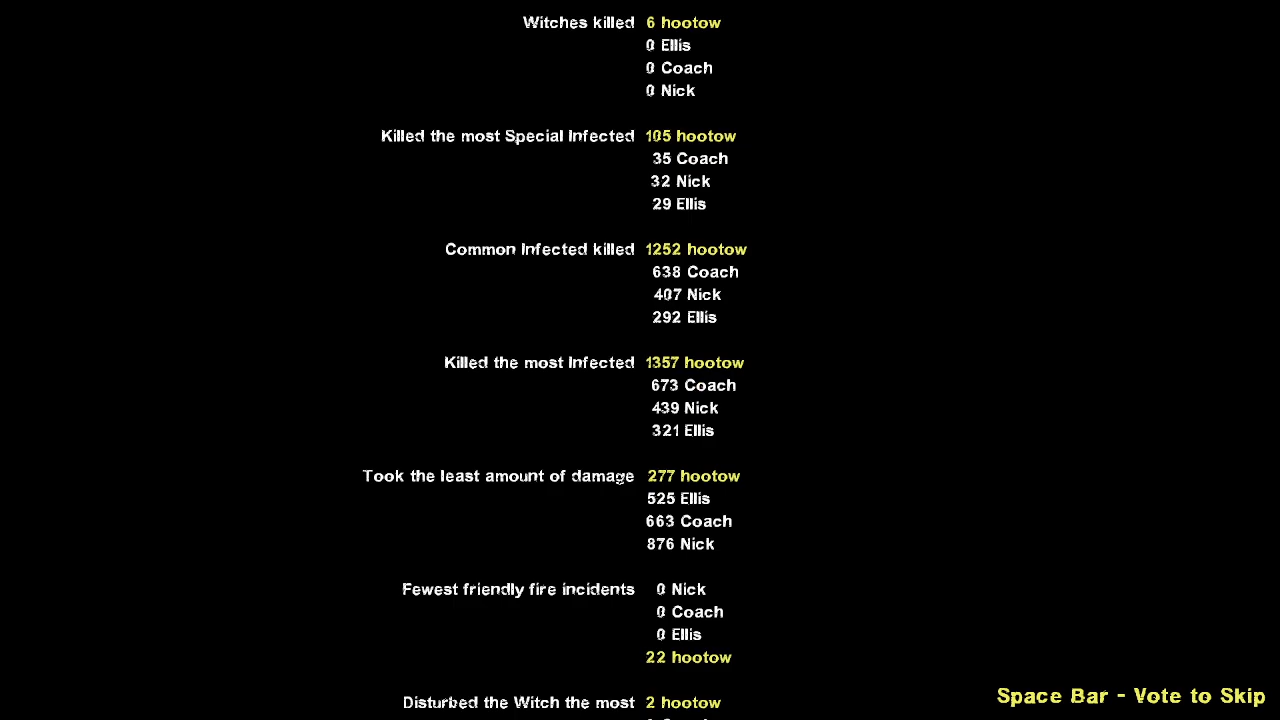 Witches killed 6 hootow
0 Ellis
0 Coach
0 Nick
Killed the most Special Infected 105 hootow
35 Coach
32 Nick
29 Ellis
Common Infected killed 1252 hootow
638 Coach
407 Nick
292 Ellis
Killed the most Infected 1357 hootow
673 Coach
439 Nick
321 Ellis
Took the least amount of damage 277 hootow
525 Ellis
663 Coach
876 Nick
Fewest friendly fire incidents 0 Nick
0 Coach
0 Ellis
22 hootow
Disturbed the Witch the most 2 hootow
Space Bar - Vote to Skip